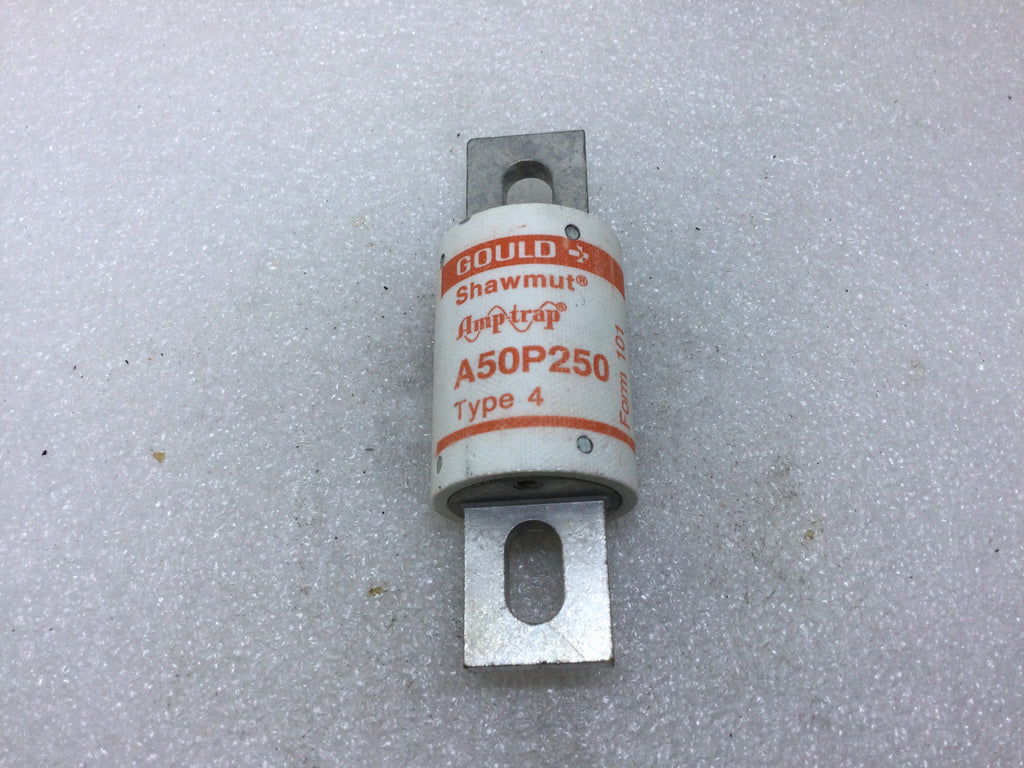 GOULD
Shawmut®
Amp-trap®
A50P250
Type 4
Form 101